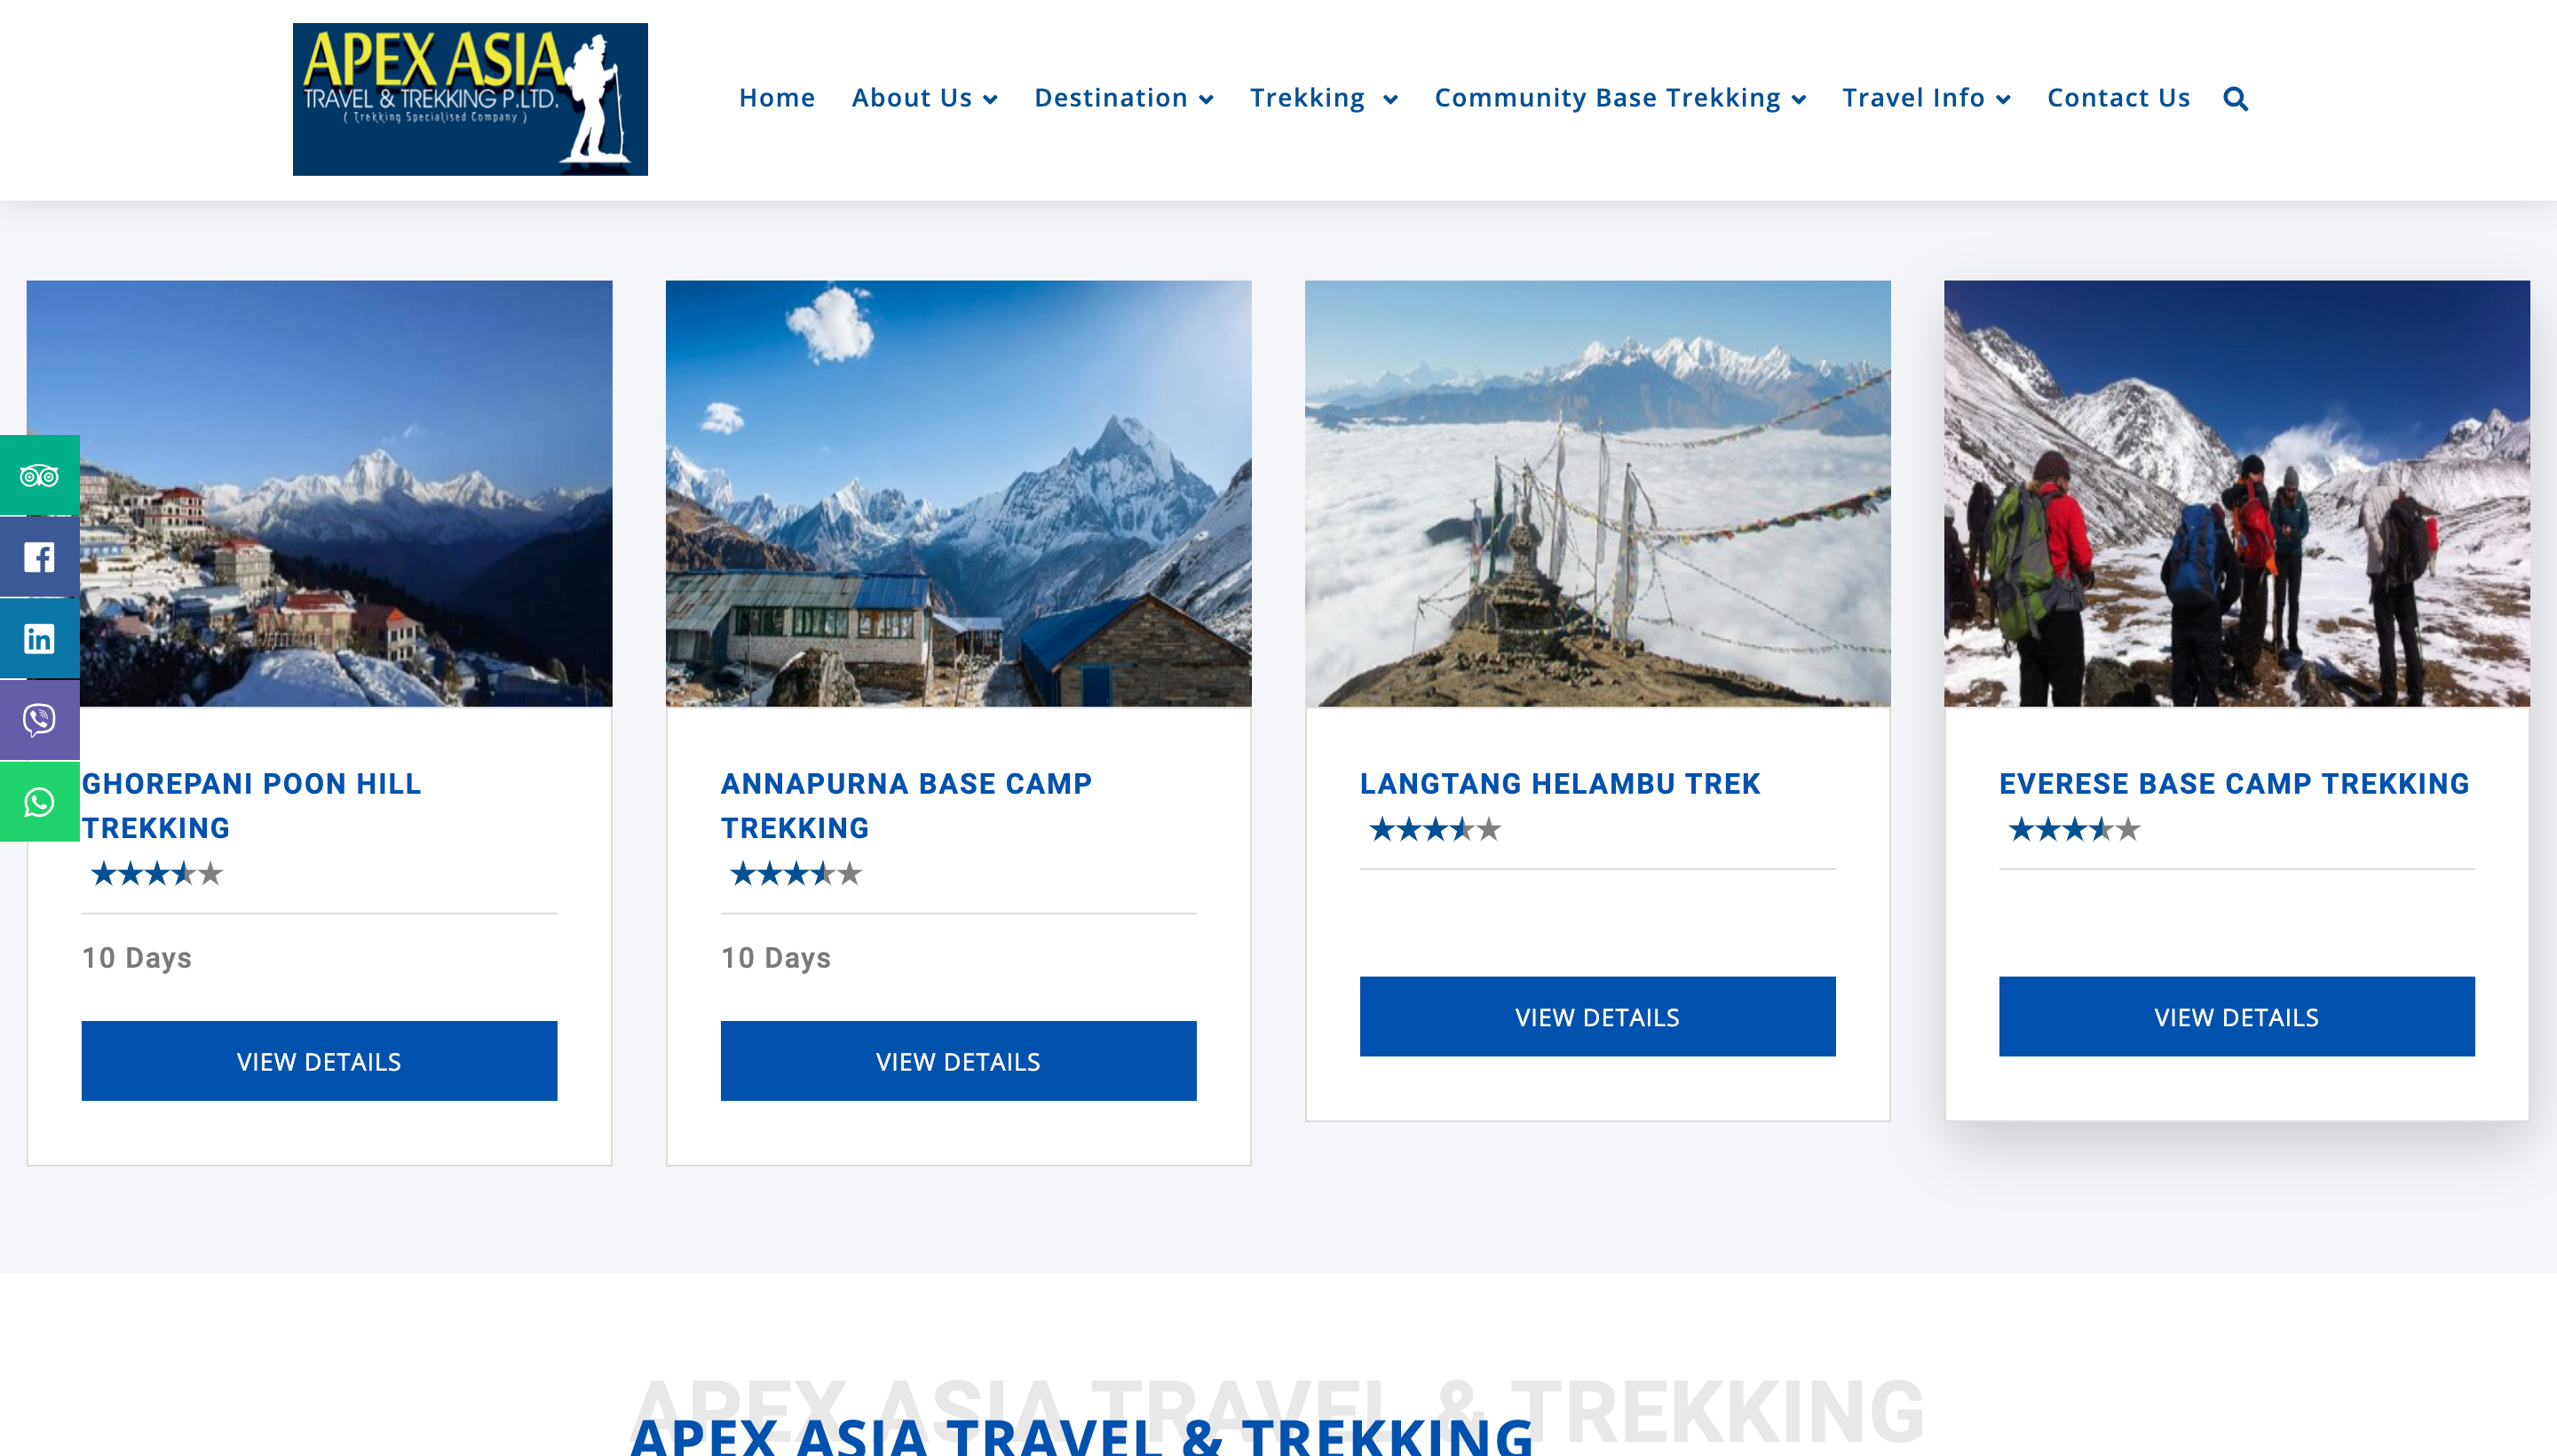 APEX ASIA
TRAVEL & TREKKING P.LTD.
( Trekking Specialised Company )
Home About Us Destination Trekking Community Base Trekking Travel Info Contact Us
GHOREPANI POON HILL
TREKKING
10 Days
VIEW DETAILS
ANNAPURNA BASE CAMP
TREKKING
10 Days
VIEW DETAILS
LANGTANG HELAMBU TREK
VIEW DETAILS
EVERESE BASE CAMP TREKKING
VIEW DETAILS
APEX ASIA TRAVEL & TREKKING
APEX ASIA TRAVEL & TREKKING